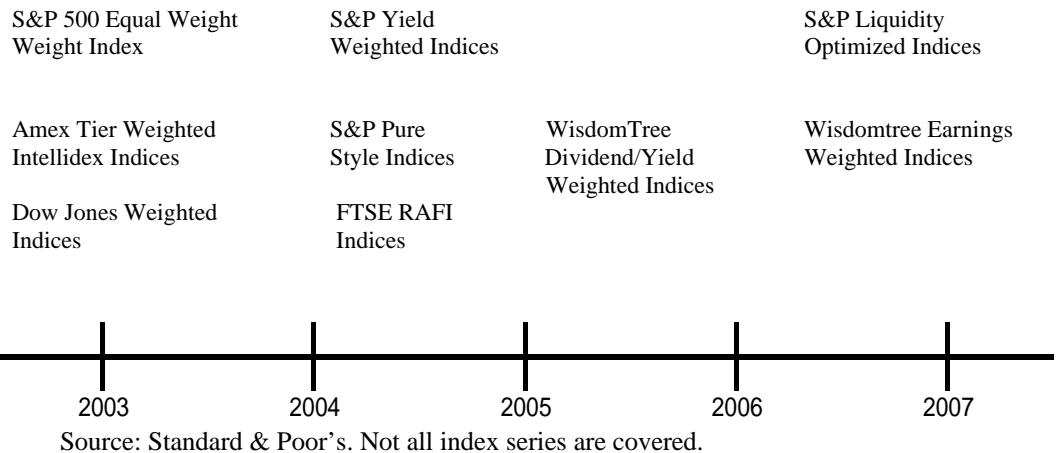 S&P 500 Equal Weight
Weight Index
S&P Yield
Weighted Indices
S&P Liquidity
Optimized Indices
Amex Tier Weighted
Intellidex Indices
S&P Pure
Style Indices
WisdomTree
Dividend/Yield
Weighted Indices
Wisdomtree Earnings
Weighted Indices
Dow Jones Weighted
Indices
FTSE RAFI
Indices
2003
2004
2005
2006
2007
Source: Standard & Poor's. Not all index series are covered.